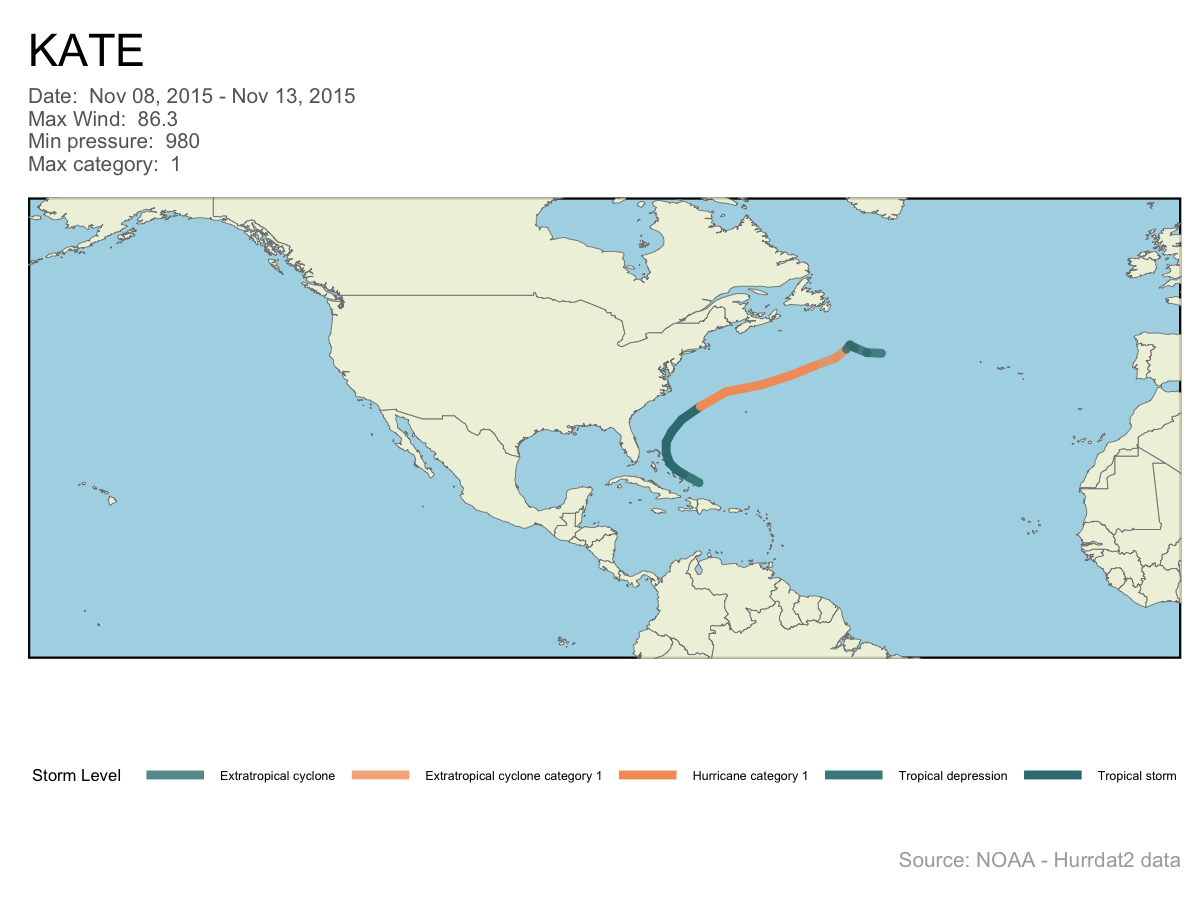 KATE
Date:  Nov 08, 2015 - Nov 13, 2015
Max Wind:  86.3
Min pressure:  980
Max category:  1
Storm Level Extratropical cyclone Extratropical cyclone category 1 Hurricane category 1 Tropical depression Tropical storm
Source: NOAA - Hurrdat2 data